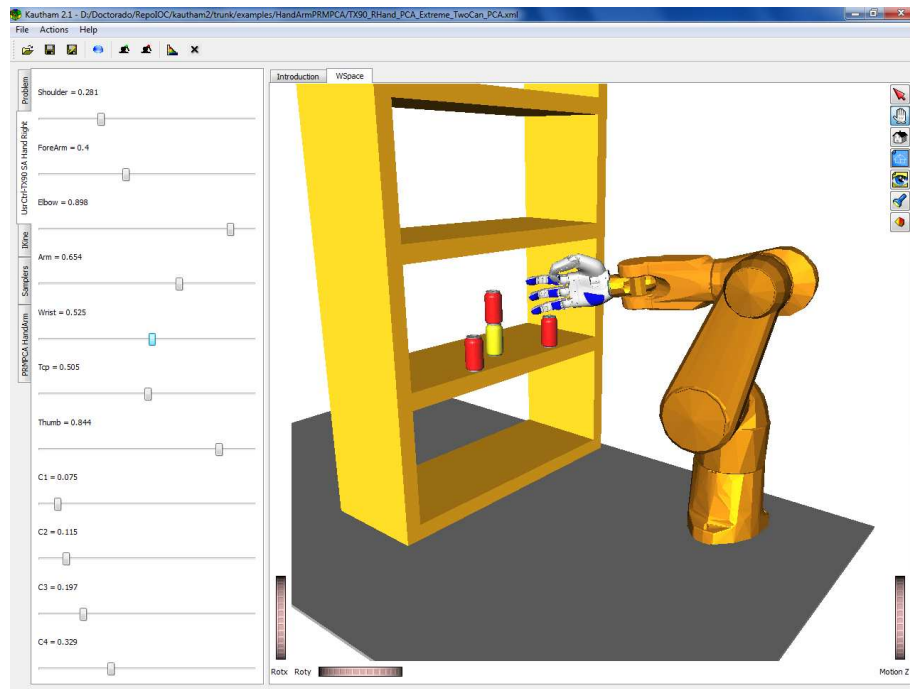 Kautham 2.1 - D:/Doctorado/RepoIOC/kautham2/trunk/examples/HandArmPRMPCA/TX90_RHand_PCA_Extreme_TwoCan_PCA.xml
File Actions Help
Introduction WSpace
Problem
UsrCtrl-TX90 SA Hand Right
IKine
Samplers
PRMPCA HandArm
Shoulder = 0.281
ForeArm = 0.4
Elbow = 0.898
Arm = 0.654
Wrist = 0.525
Tcp = 0.505
Thumb = 0.844
C1 = 0.075
C2 = 0.115
C3 = 0.197
C4 = 0.329
Rotx Roty Motion Z